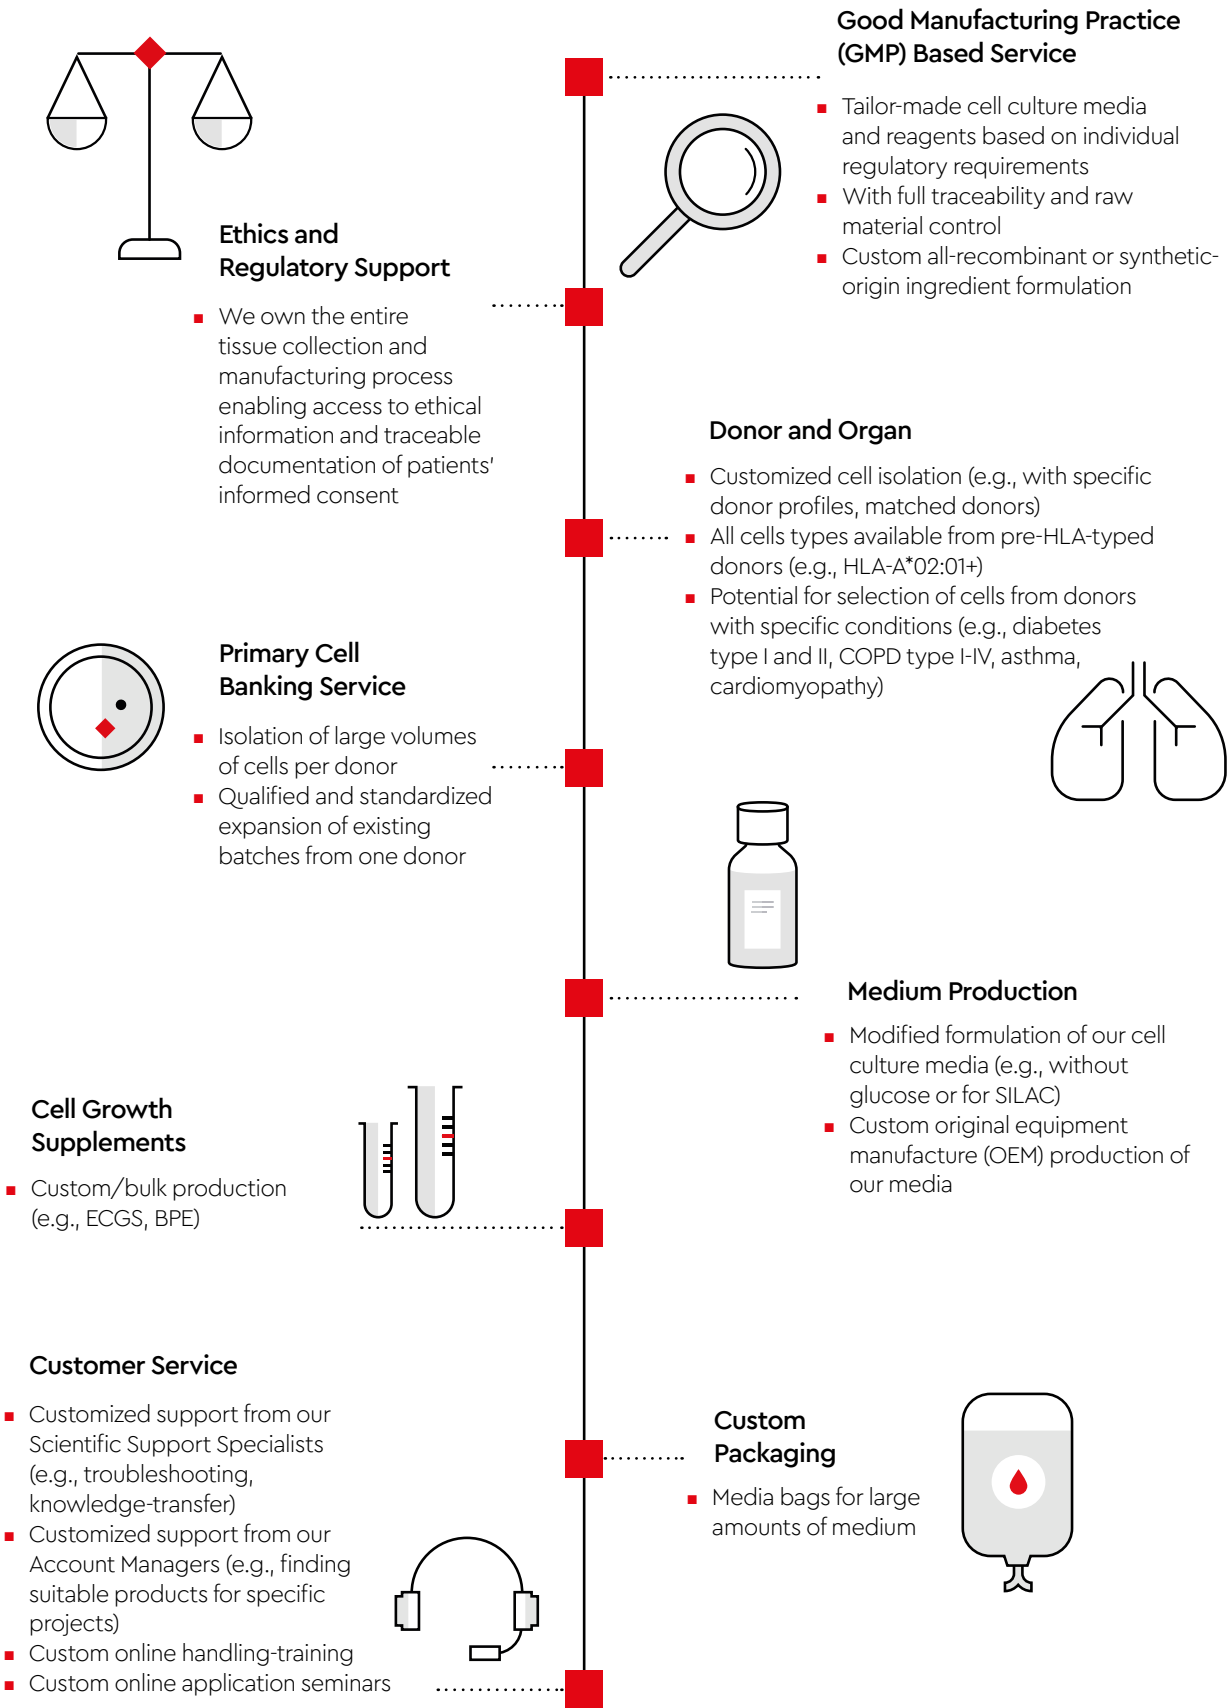 Good Manufacturing Practice
(GMP) Based Service
▪ Tailor-made cell culture media
and reagents based on individual
regulatory requirements
▪ With full traceability and raw
material control
▪ Custom all-recombinant or synthetic-
origin ingredient formulation
Ethics and
Regulatory Support
▪ We own the entire
tissue collection and
manufacturing process
enabling access to ethical
information and traceable
documentation of patients'
informed consent
Donor and Organ
▪ Customized cell isolation (e.g., with specific
donor profiles, matched donors)
▪ All cells types available from pre-HLA-typed
donors (e.g., HLA-A*02:01+)
▪ Potential for selection of cells from donors
with specific conditions (e.g., diabetes
type I and II, COPD type I-IV, asthma,
cardiomyopathy)
Primary Cell
Banking Service
▪ Isolation of large volumes
of cells per donor
▪ Qualified and standardized
expansion of existing
batches from one donor
Medium Production
▪ Modified formulation of our cell
culture media (e.g., without
glucose or for SILAC)
▪ Custom original equipment
manufacture (OEM) production of
our media
Cell Growth
Supplements
▪ Custom/bulk production
(e.g., ECGS, BPE)
Custom
Packaging
▪ Media bags for large
amounts of medium
Customer Service
▪ Customized support from our
Scientific Support Specialists
(e.g., troubleshooting,
knowledge-transfer)
▪ Customized support from our
Account Managers (e.g., finding
suitable products for specific
projects)
▪ Custom online handling-training
▪ Custom online application seminars